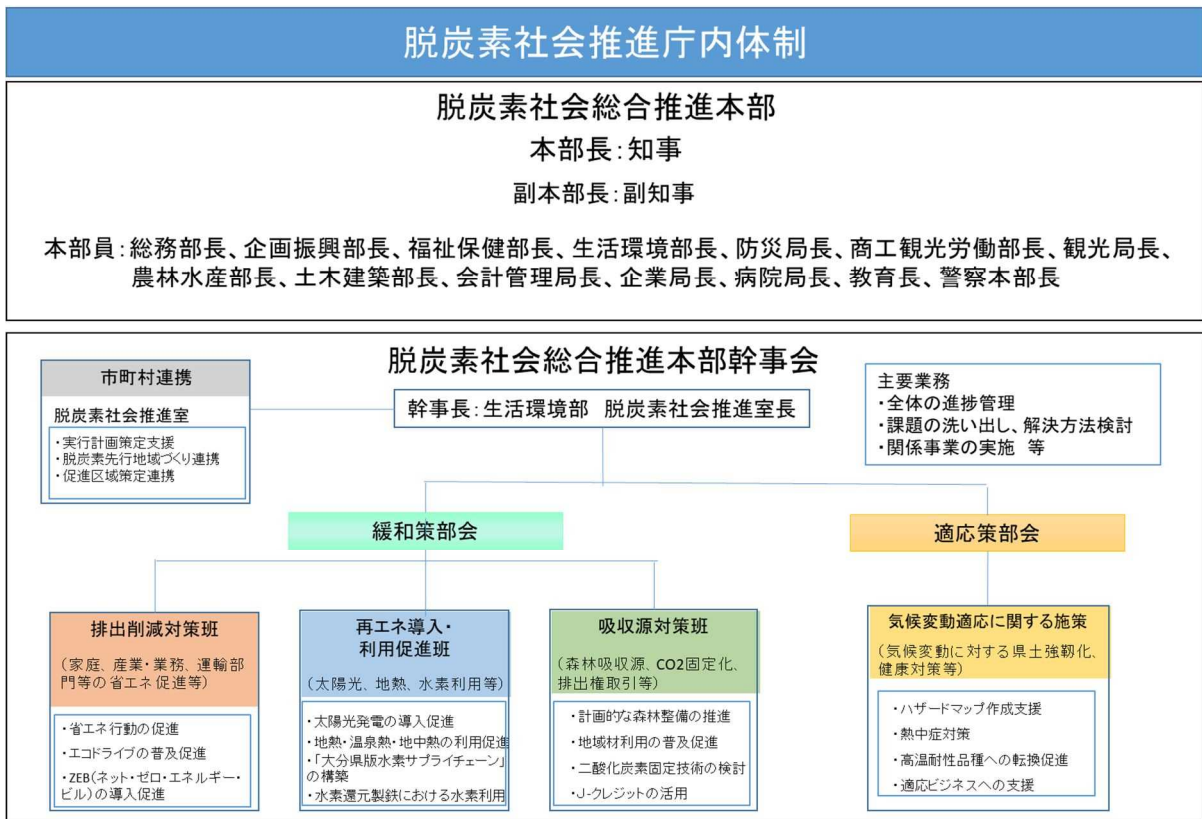 脱炭素社会推進庁内体制
脱炭素社会総合推進本部
本部長：知事
副本部長：副知事
本部員：総務部長、企画振興部長、福祉保健部長、生活環境部長、防災局長、商工観光労働部長、観光局長、
農林水産部長、土木建築部長、会計管理局長、企業局長、病院局長、教育長、警察本部長
脱炭素社会総合推進本部幹事会
幹事長：生活環境部 脱炭素社会推進室長
市町村連携
脱炭素社会推進室
・実行計画策定支援
・脱炭素先行地域づくり連携
・促進区域策定連携
主要業務
・全体の進捗管理
・課題の洗い出し、解決方法検討
・関係事業の実施 等
緩和策部会
適応策部会
排出削減対策班
（家庭、産業・業務、運輸部
門等の省エネ促進等）
・省エネ行動の促進
・エコドライブの普及促進
・ZEB（ネット・ゼロ・エネルギー・
ビル）の導入促進
再エネ導入・
利用促進班
（太陽光、地熱、水素利用等）
・太陽光発電の導入促進
・地熱・温泉熱・地中熱の利用促進
・「大分県版水素サプライチェーン」
の構築
・水素還元製鉄における水素利用
吸収源対策班
（森林吸収源、CO2固定化、
排出権取引等）
・計画的な森林整備の推進
・地域材利用の普及促進
・二酸化炭素固定技術の検討
・J-クレジットの活用
気候変動適応に関する施策
（気候変動に対する県土強靱化、
健康対策等）
・ハザードマップ作成支援
・熱中症対策
・高温耐性品種への転換促進
・適応ビジネスへの支援